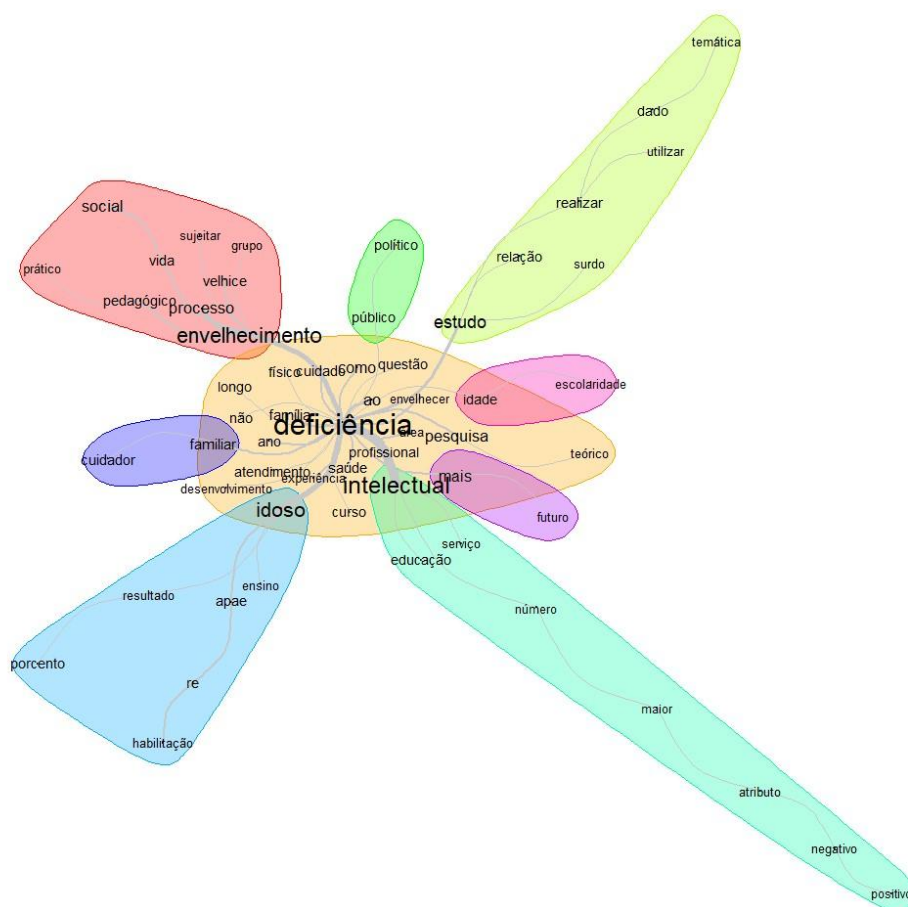 temática
dado
utilizar
realizar
relação
surdo
estudo
social
sujeitar
grupo
vida
prático
velhice
pedagógico
processo
envelhecimento
político
público
físico
cuidado
como
questão
longo
ao
envelhecer
idade
escolaridade
não
família
deficiência
ano
familiar
área
pesquisa
cuidador
profissional
teórico
atendimento
saúde
experiência
mais
desenvolvimento
intelectual
idoso
curso
futuro
serviço
educação
ensino
resultado
apae
número
porcento
re
maior
habilitação
atributo
negativo
positivo